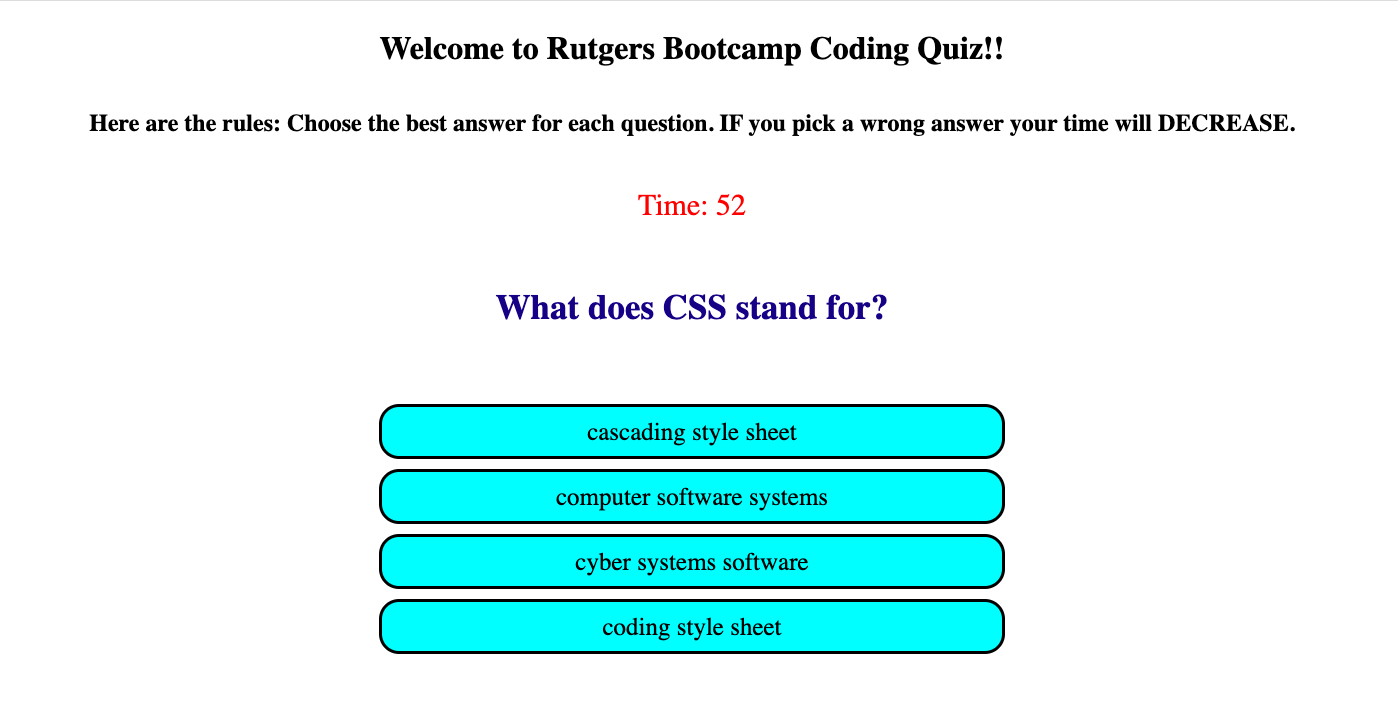 Welcome to Rutgers Bootcamp Coding Quiz!!
Here are the rules: Choose the best answer for each question. IF you pick a wrong answer your time will DECREASE.
Time: 52
What does CSS stand for?
cascading style sheet
computer software systems
cyber systems software
coding style sheet